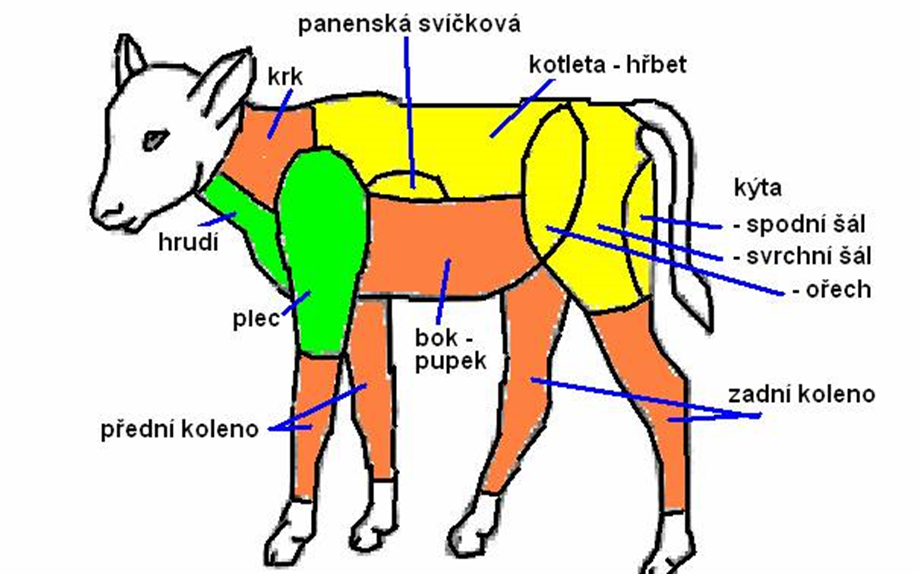 panenská svíčková
kotleta - hřbet
krk
kýta
- spodní šál
hrudí
- svrchní šál
- ořech
plec
bok -
pupek
zadní koleno
přední koleno